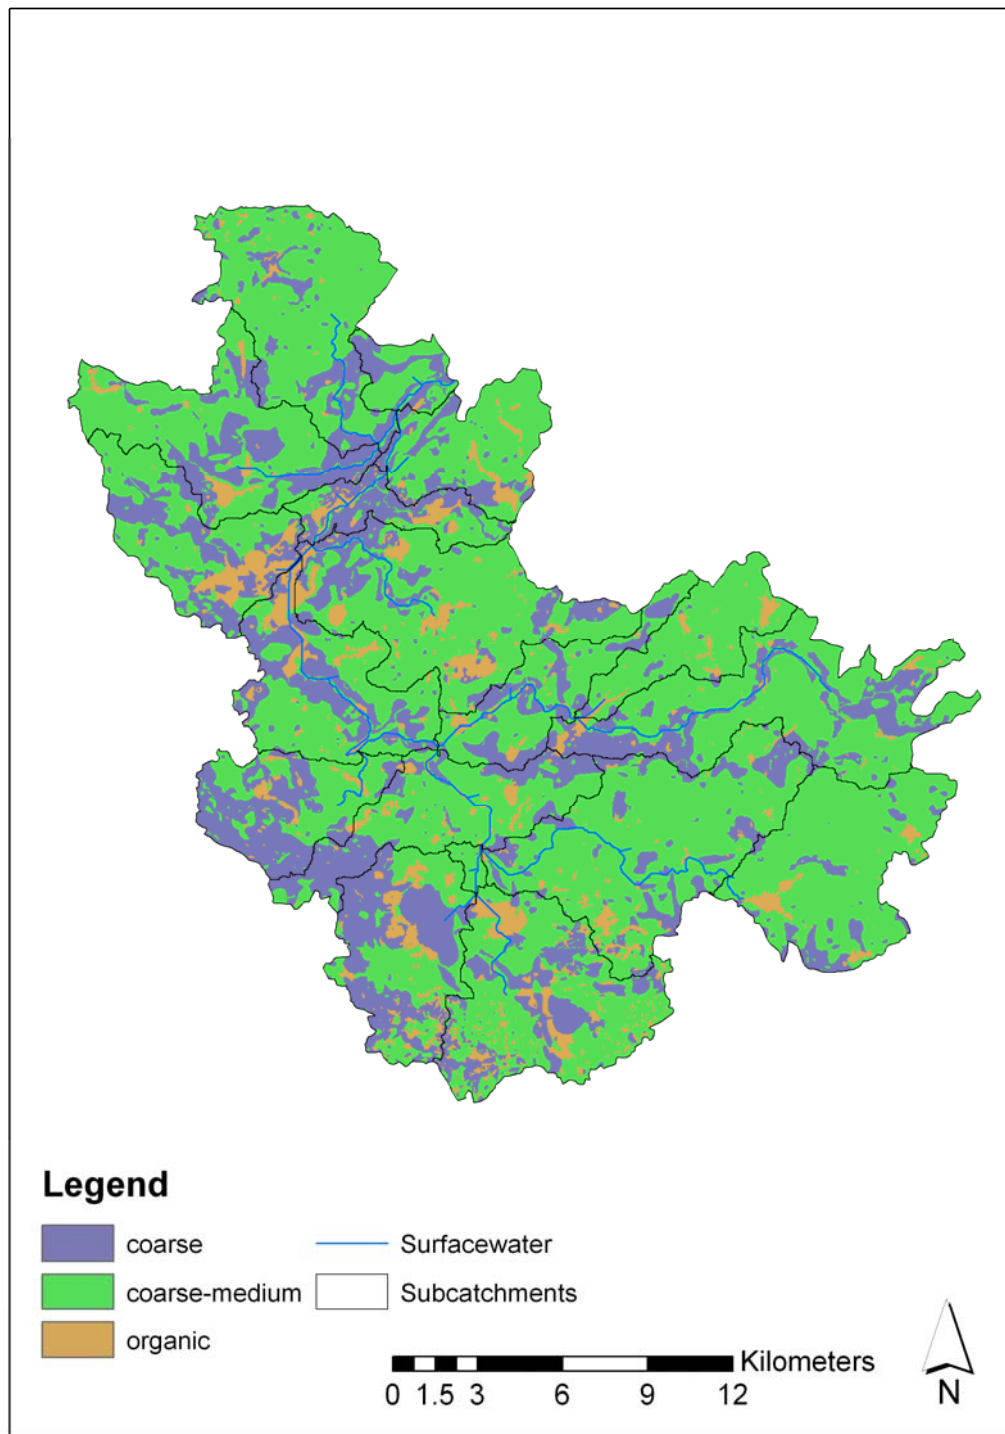 Legend
coarse
Surfacewater
coarse-medium
Subcatchments
organic
Kilometers
0 1.5 3 6 9 12
N